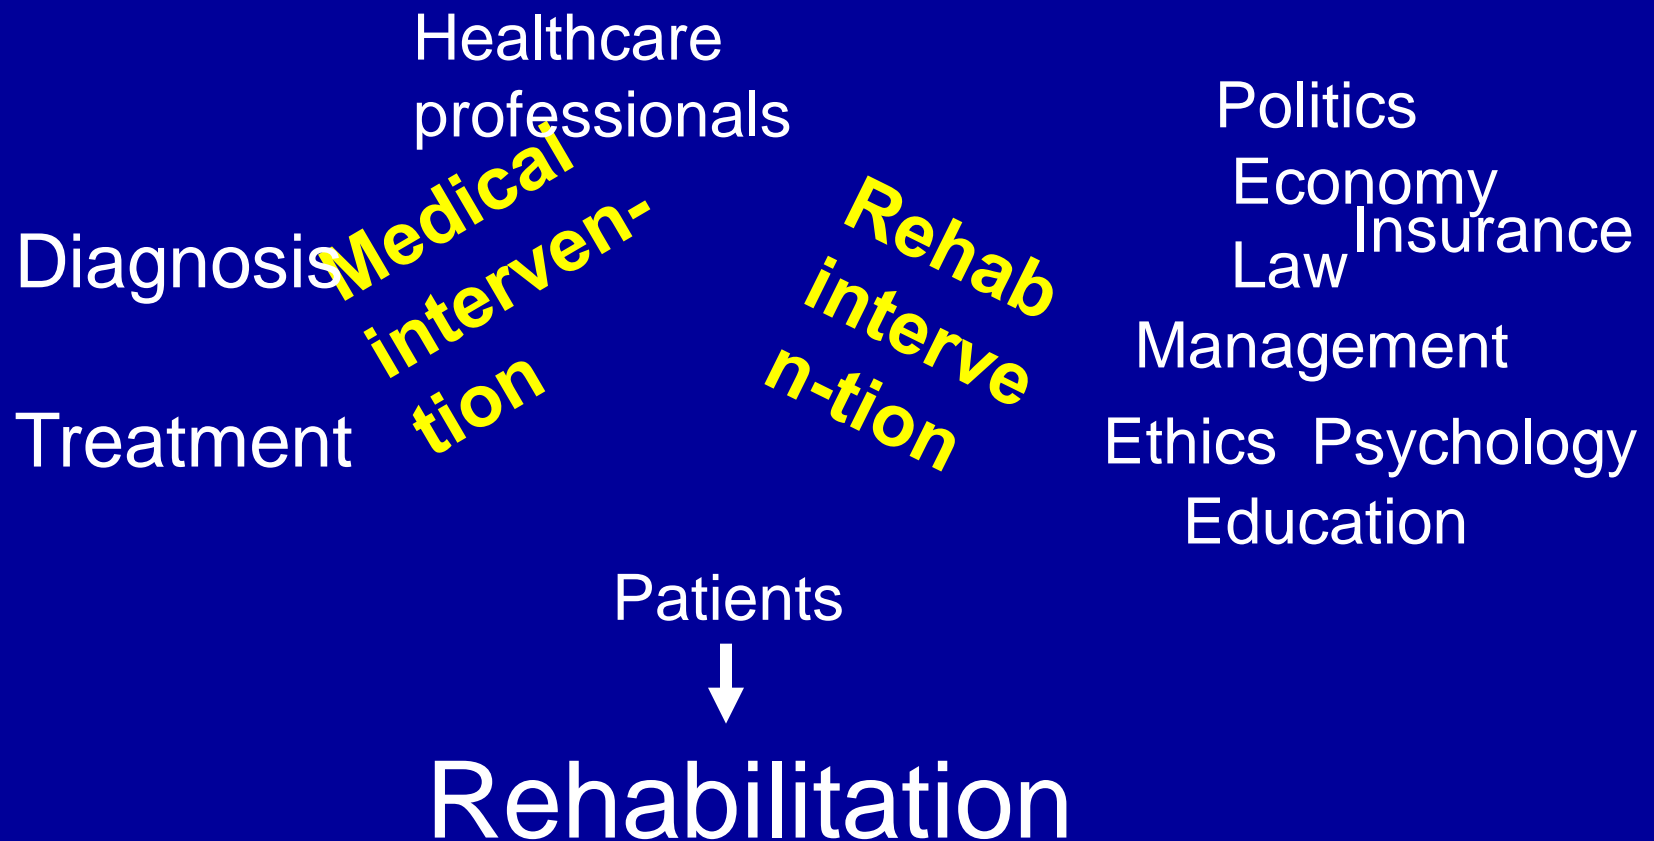 Healthcare
professionals
Diagnosis
Treatment
Medical
interven-
tion
Rehab
interve
n-tion
Politics
Economy
Insurance
Law
Management
Ethics Psychology
Education
Patients
Rehabilitation